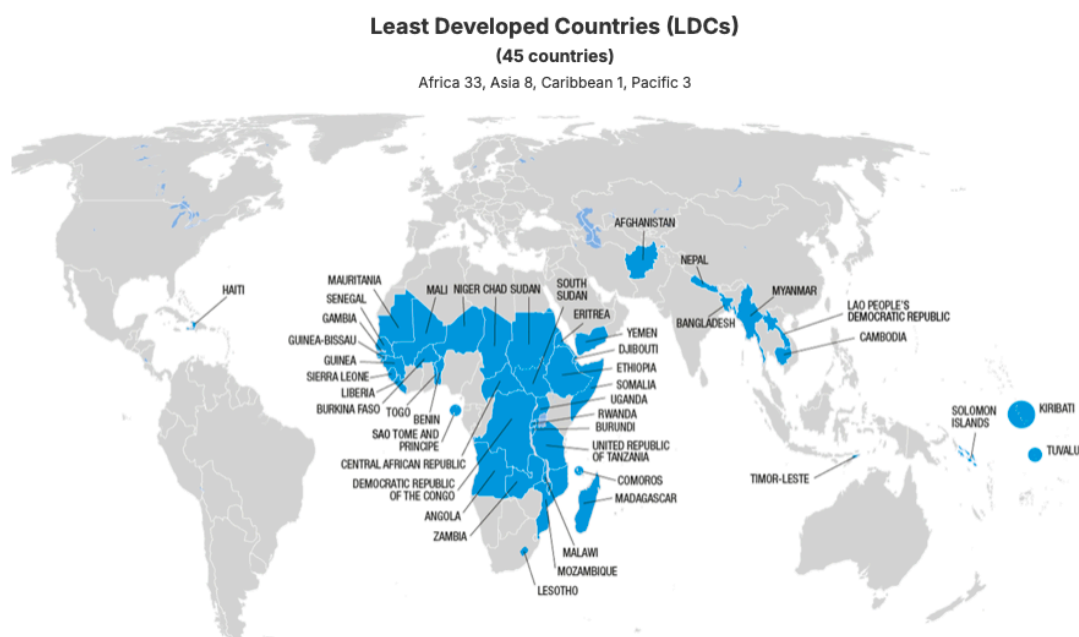 Least Developed Countries (LDCs)
(45 countries)
Africa 33, Asia 8, Caribbean 1, Pacific 3
HAITI
MAURITANIA
SENEGAL
GAMBIA
GUINEA-BISSAU
GUINEA
SIERRA LEONE
LIBERIA
BURKINA FASO
TOGO
BENIN
SAO TOME AND
PRINCIPE
CENTRAL AFRICAN REPUBLIC
DEMOCRATIC REPUBLIC
OF THE CONGO
ANGOLA
ZAMBIA
MALI
NIGER
CHAD
SUDAN
SOUTH
SUDAN
ERITREA
YEMEN
DJIBOUTI
ETHIOPIA
SOMALIA
UGANDA
RWANDA
BURUNDI
UNITED REPUBLIC
OF TANZANIA
COMOROS
MADAGASCAR
MALAWI
MOZAMBIQUE
LESOTHO
AFGHANISTAN
NEPAL
BANGLADESH
MYANMAR
LAO PEOPLE'S
DEMOCRATIC REPUBLIC
CAMBODIA
TIMOR-LESTE
SOLOMON
ISLANDS
KIRIBATI
TUVALU